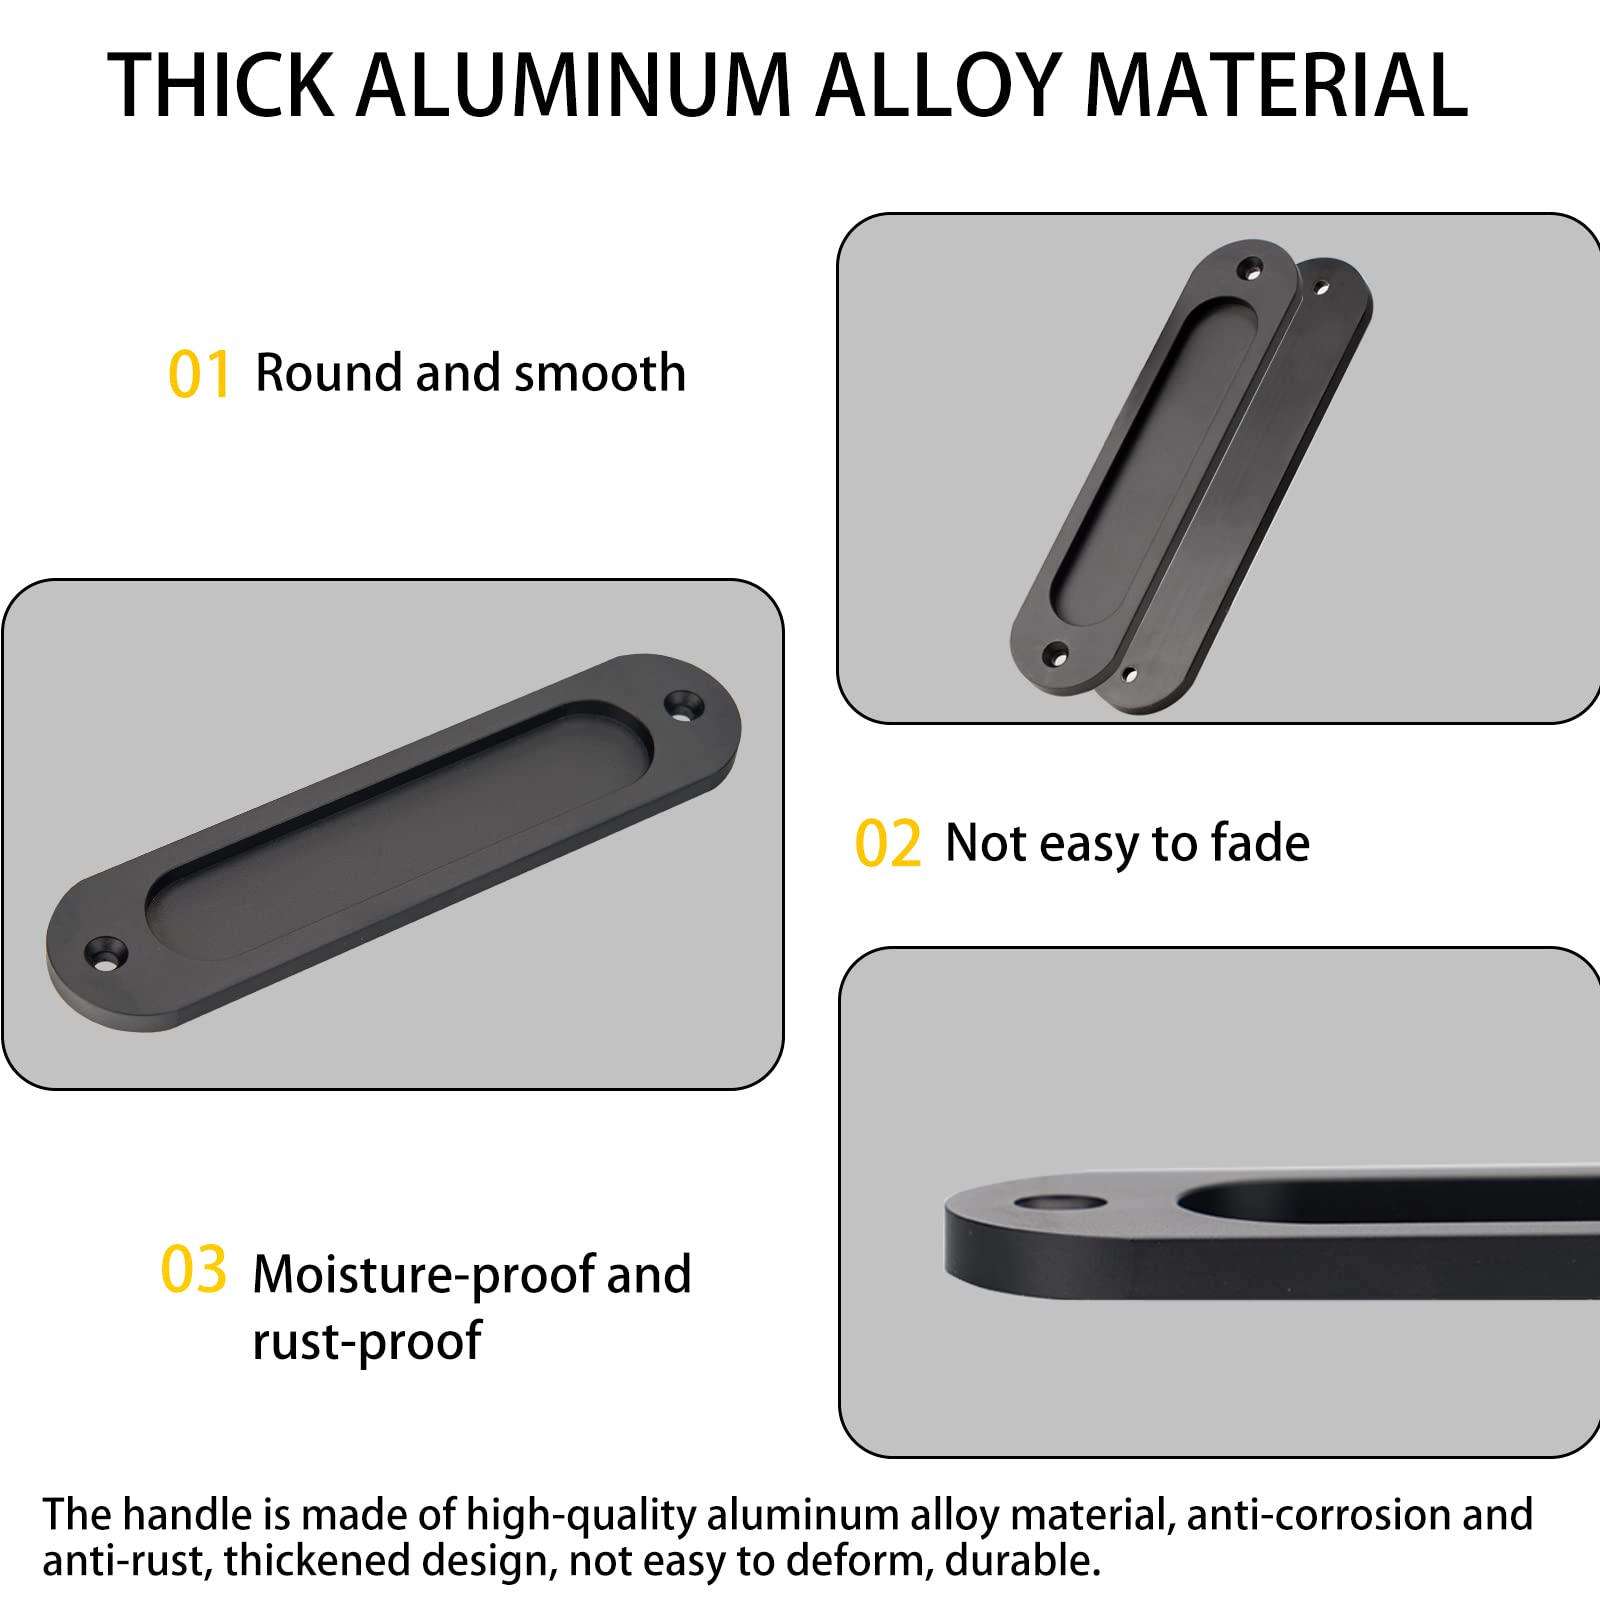 THICK ALUMINUM ALLOY MATERIAL
01 Round and smooth
02 Not easy to fade
03 Moisture-proof and
rust-proof
The handle is made of high-quality aluminum alloy material, anti-corrosion and
anti-rust, thickened design, not easy to deform, durable.